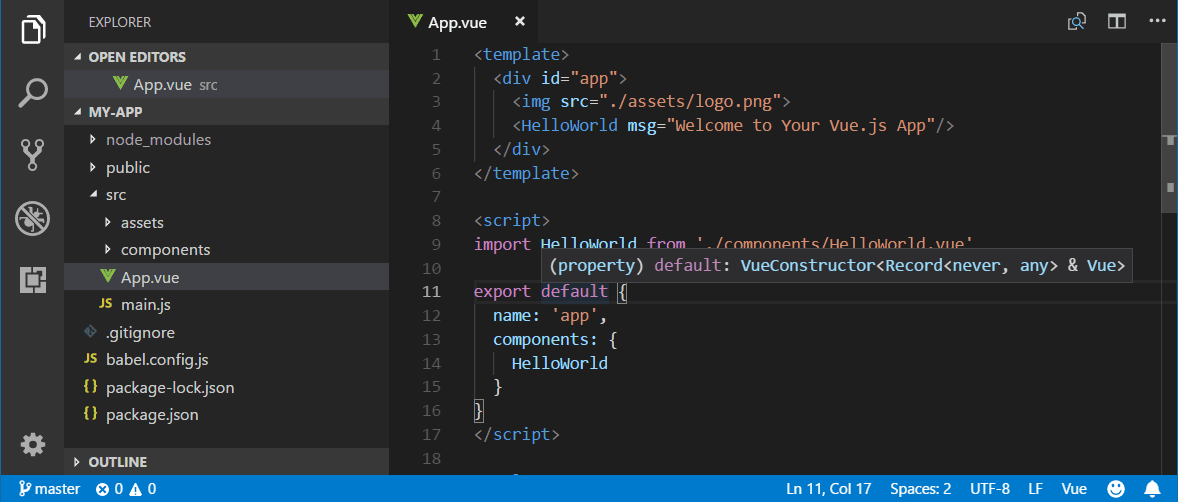 EXPLORER
OPEN EDITORS
App.vue src
MY-APP
node_modules
public
src
assets
components
App.vue
JS main.js
.gitignore
JS babel.config.js
{} package-lock.json
{} package.json
OUTLINE
App.vue ×
1 <template>
2 <div id="app">
3 <img src="./assets/logo.png">
4 <HelloWorld msg="Welcome to Your Vue.js App"/>
5 </div>
6 </template>
7
8 <script>
9 import HelloWorld from './components/HelloWorld.vue'
10 (property) default: VueConstructor<Record<never, any> & Vue>
11 export default {
12 name: 'app',
13 components: {
14 HelloWorld
15 }
16 }
17 </script>
18
master 0 0 Ln 11, Col 17 Spaces: 2 UTF-8 LF Vue